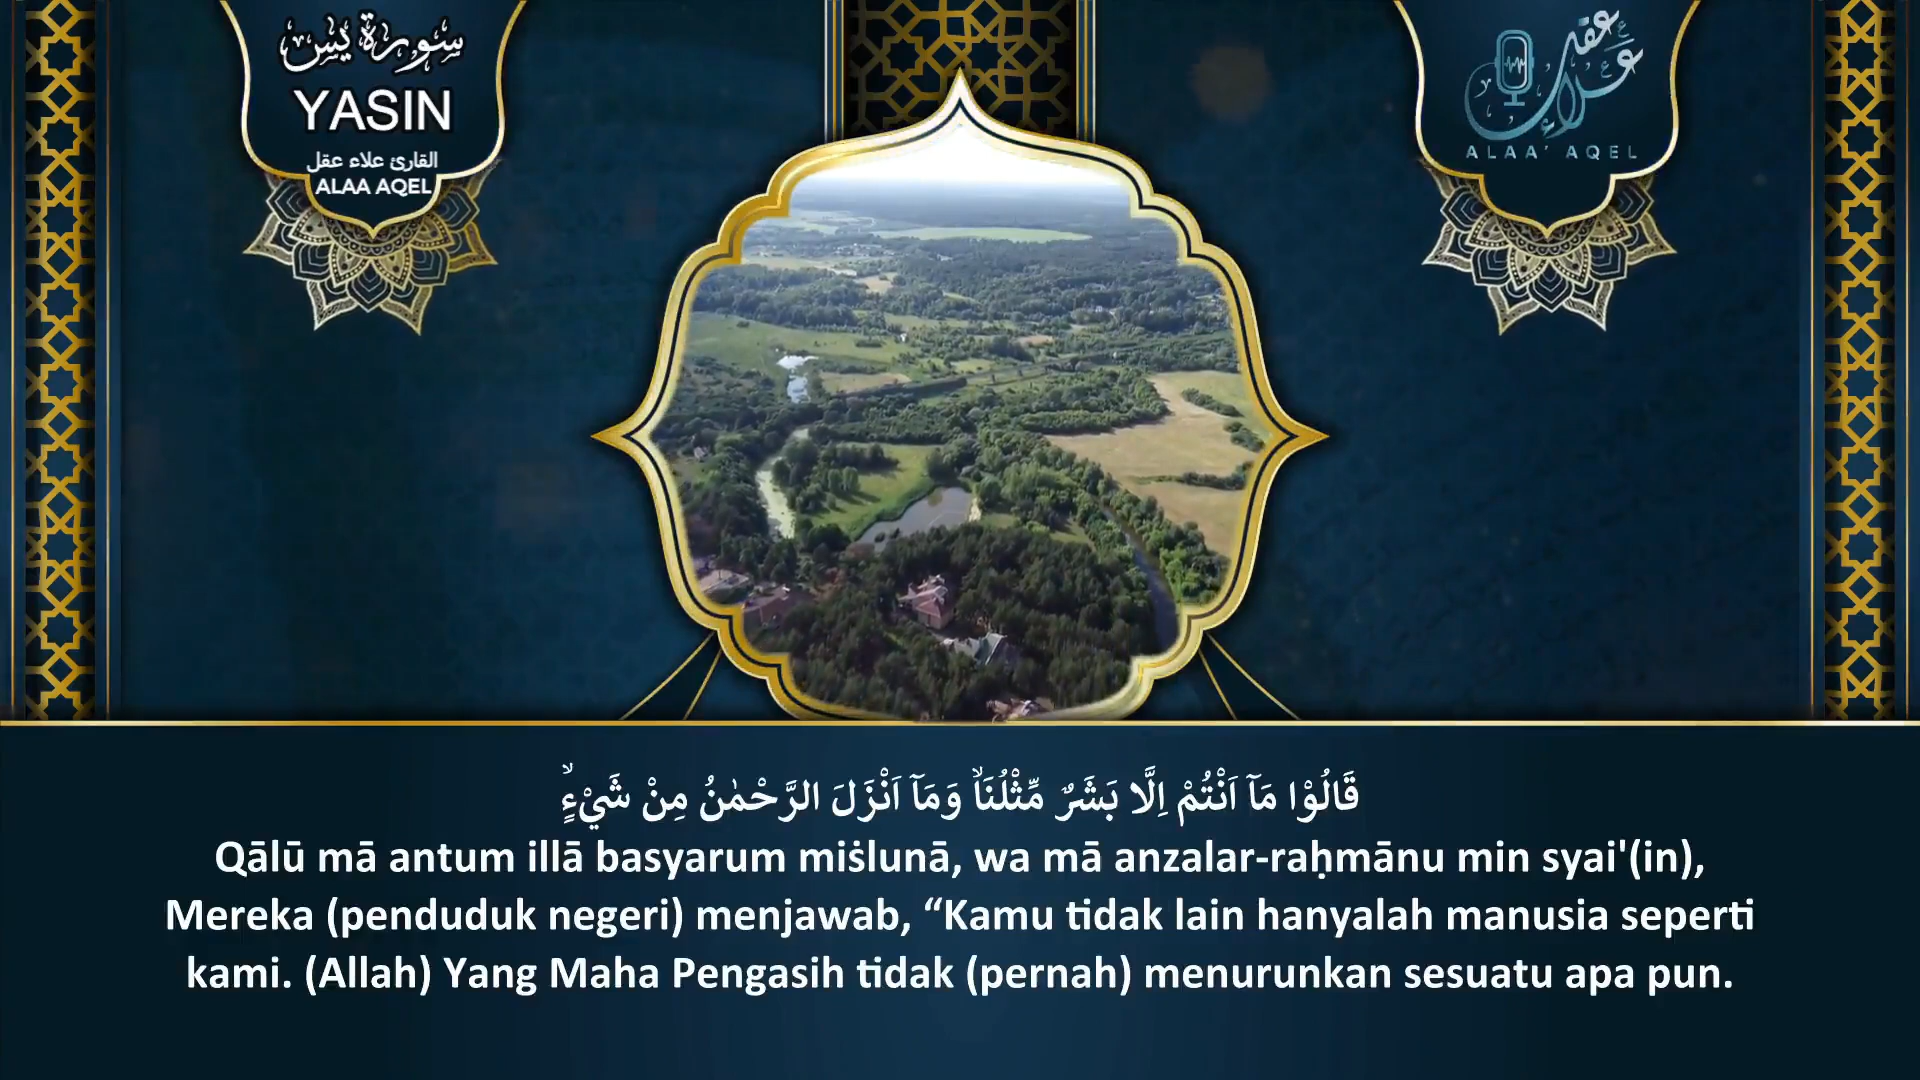 سورة يس
YASIN
القارئ علاء عقل
ALAA AQEL
علاء عقل
ALAA' AQEL
قَالُوْا مَآ اَنْتُمْ اِلَّا بَشَرٌ مِّثْلُنَاۙ وَمَآ اَنْزَلَ الرَّحْمٰنُ مِنْ شَيْءٍۙ
Qālū mā antum illā basyarum miṡlunā, wa mā anzalar-raḥmānu min syai'(in),
Mereka (penduduk negeri) menjawab, “Kamu tidak lain hanyalah manusia seperti
kami. (Allah) Yang Maha Pengasih tidak (pernah) menurunkan sesuatu apa pun.